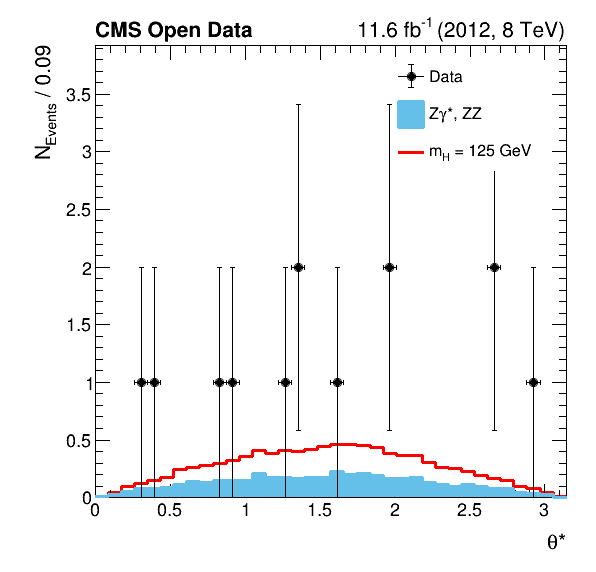 CMS Open Data 11.6 fb⁻¹ (2012, 8 TeV)
N_Events / 0.09
Data
Zγ*, ZZ
m_H = 125 GeV
3.5
3
2.5
2
1.5
1
0.5
0
0 0.5 1 1.5 2 2.5 3
θ*